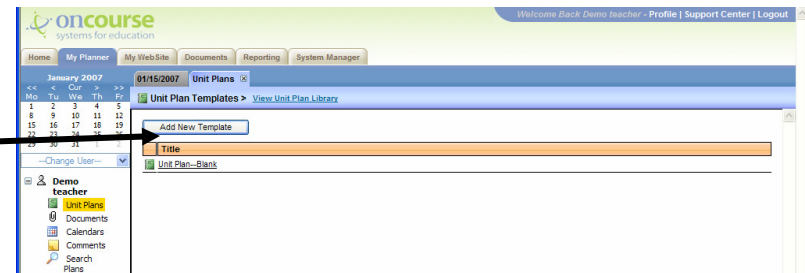 Welcome Back Demo teacher - Profile | Support Center | Logout
oncourse
systems for education
Home My Planner My WebSite Documents Reporting System Manager
January 2007
<< < Cur > >>
Mo Tu We Th Fr
1 2 3 4 5
8 9 10 11 12
15 16 17 18 19
22 23 24 25 26
29 30 31 1 2
--Change User--
Demo teacher
Unit Plans
Documents
Calendars
Comments
Search Plans
01/15/2007 Unit Plans
Unit Plan Templates > View Unit Plan Library
Add New Template
Title
Unit Plan--Blank